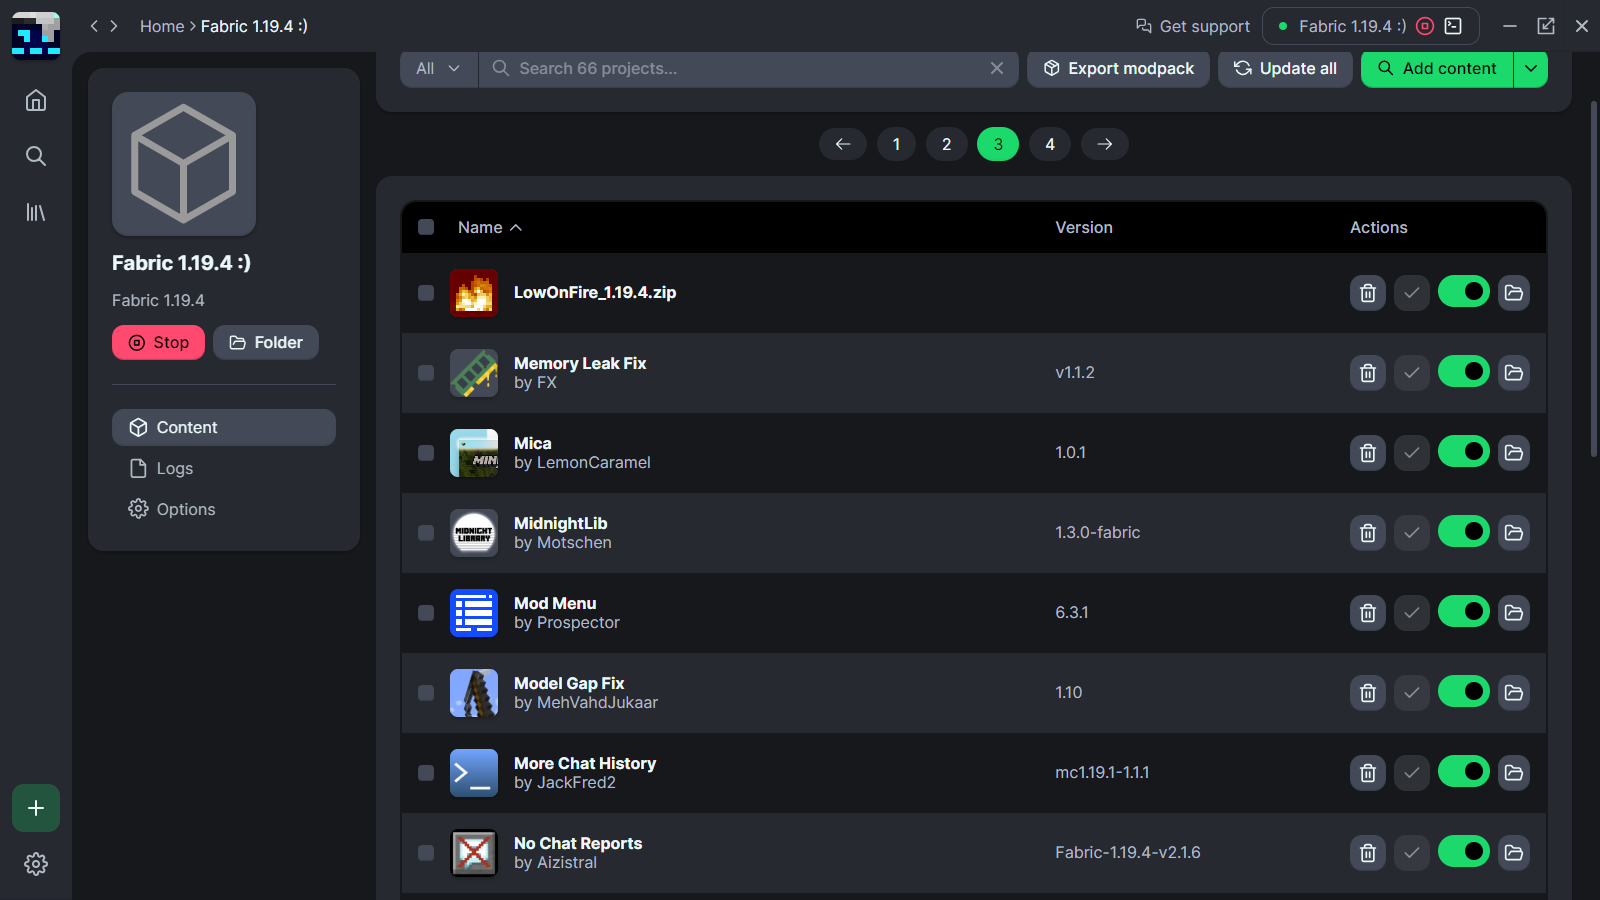 Home > Fabric 1.19.4 :)
Get support
Fabric 1.19.4 :)
All
Search 66 projects...
Export modpack
Update all
Add content
1
2
3
4
Fabric 1.19.4 :)
Fabric 1.19.4
Stop
Folder
Content
Logs
Options
Name
Version
Actions
LowOnFire_1.19.4.zip
Memory Leak Fix
by FX
v1.1.2
Mica
by LemonCaramel
1.0.1
MIDNIGHT
LIBRARY
MidnightLib
by Motschen
1.3.0-fabric
Mod Menu
by Prospector
6.3.1
Model Gap Fix
by MehVahdJukaar
1.10
More Chat History
by JackFred2
mc1.19.1-1.1.1
No Chat Reports
by Aizistral
Fabric-1.19.4-v2.1.6